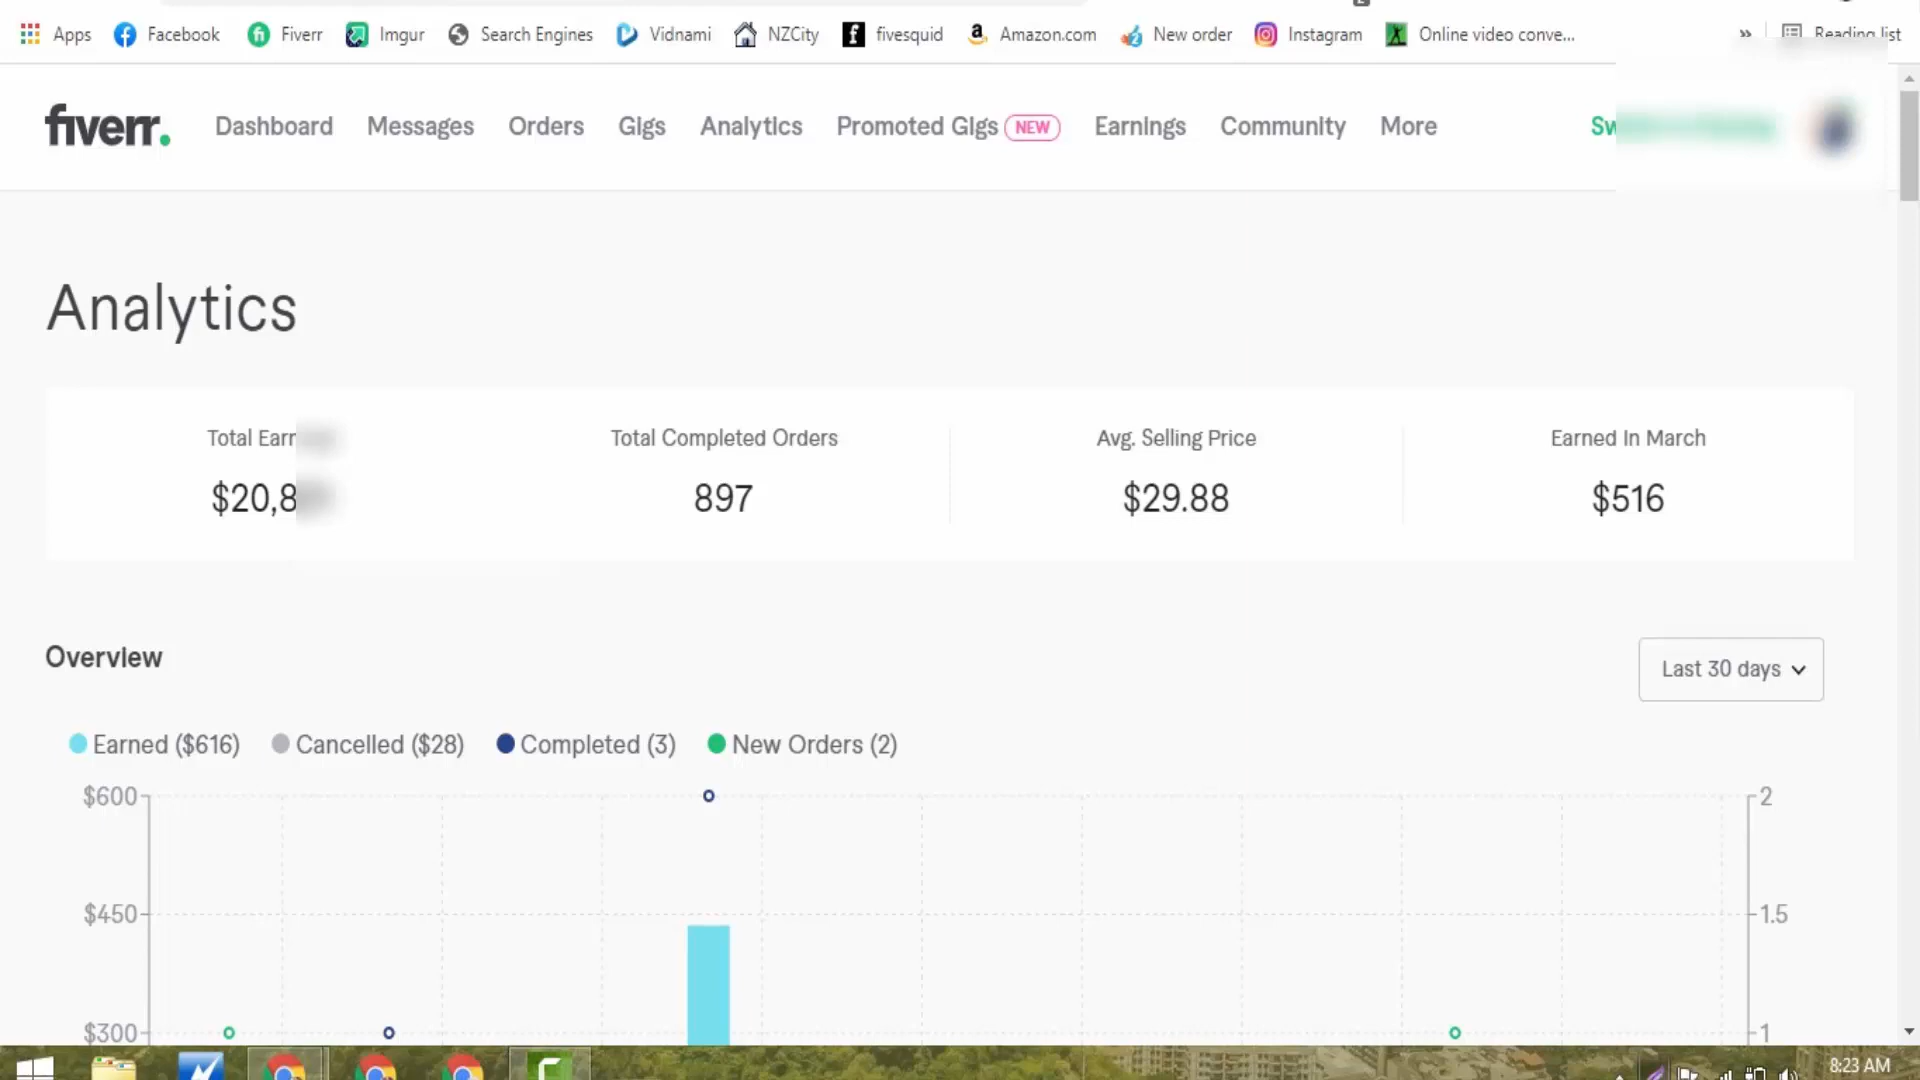 Apps Facebook Fiverr Imgur Search Engines Vidnami NZCity fivesquid Amazon.com New order Instagram Online video conve... » Reading list
fiverr. Dashboard Messages Orders Gigs Analytics Promoted Gigs NEW Earnings Community More
Analytics
Total Completed Orders Avg. Selling Price Earned In March
Total
$20,8 897 $29.88 $516
Overview
Last 30 days
Earned ($616) Cancelled ($28) Completed (3) New Orders (2)
$600 2
$450 1.5
$300 1
8:23 AM